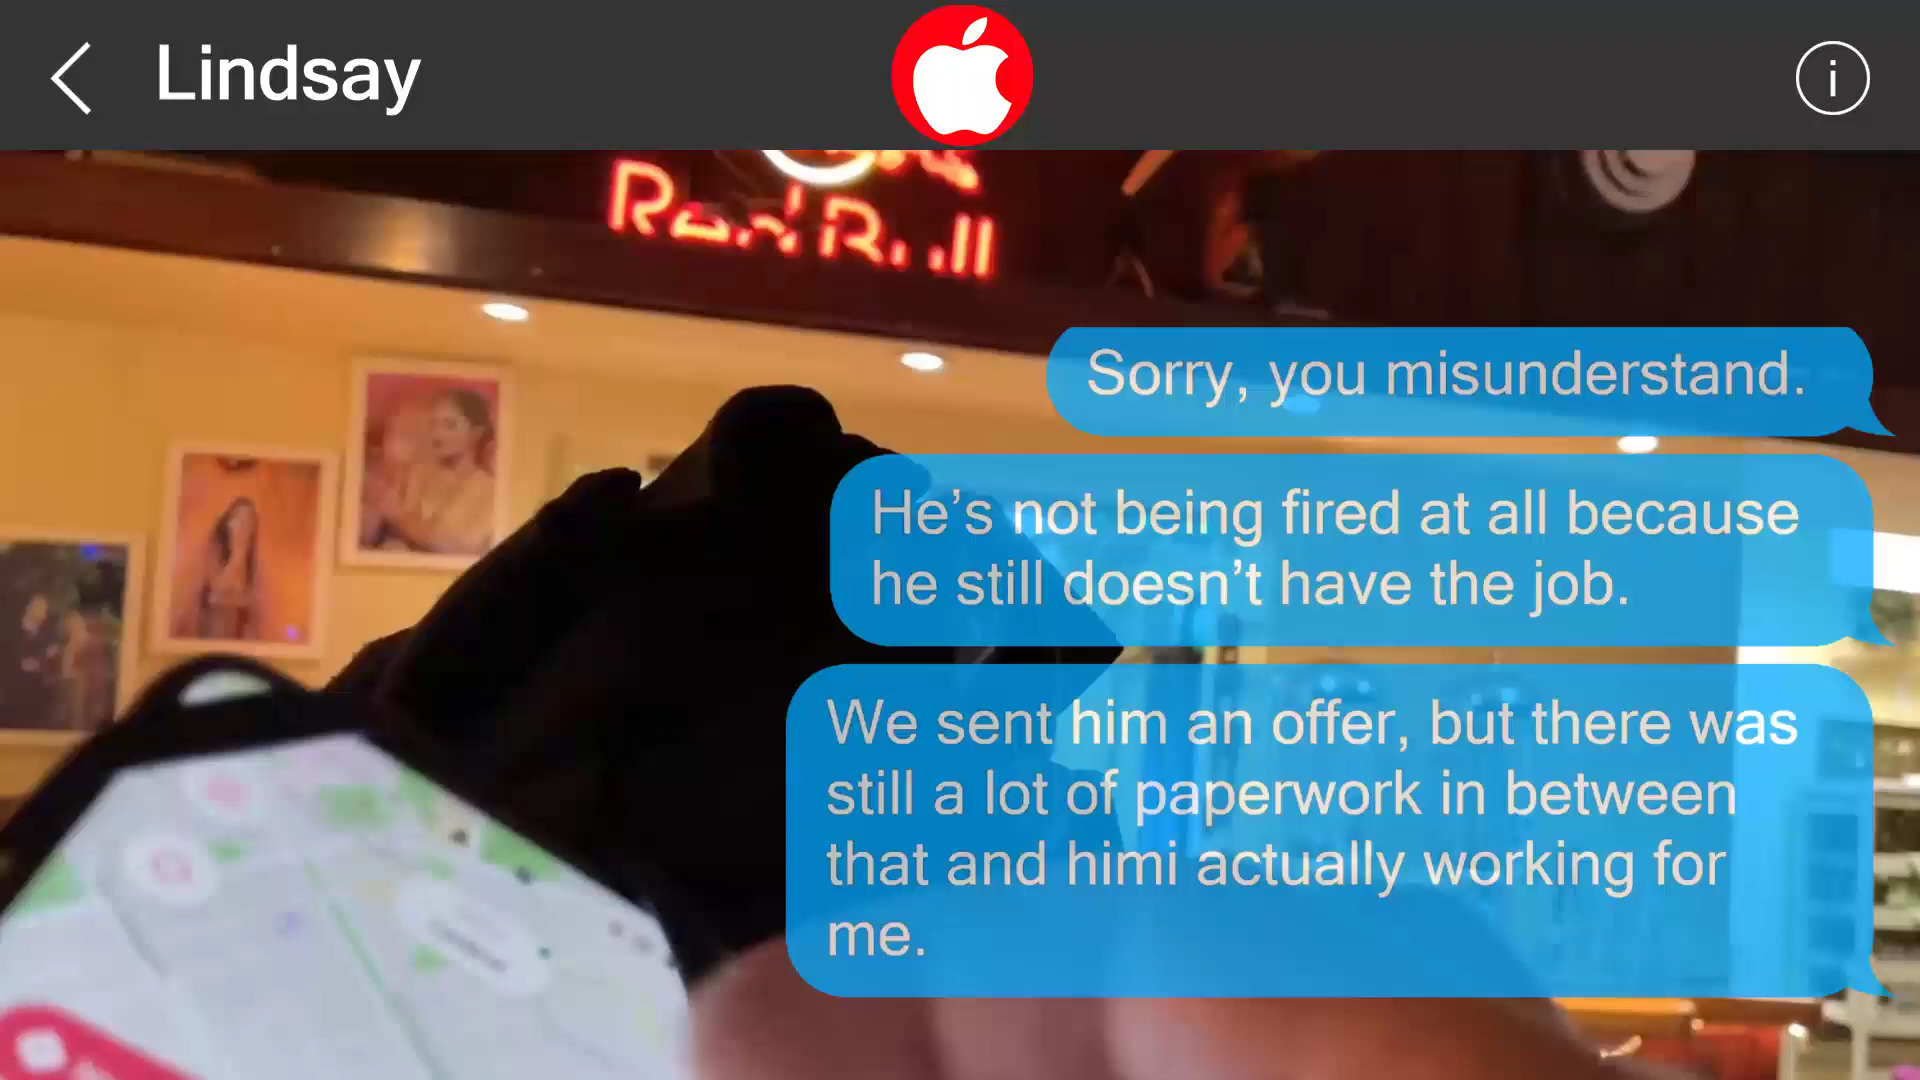 Lindsay
i
Red Bull
Sorry, you misunderstand.
He's not being fired at all because
he still doesn't have the job.
We sent him an offer, but there was
still a lot of paperwork in between
that and himi actually working for
me.